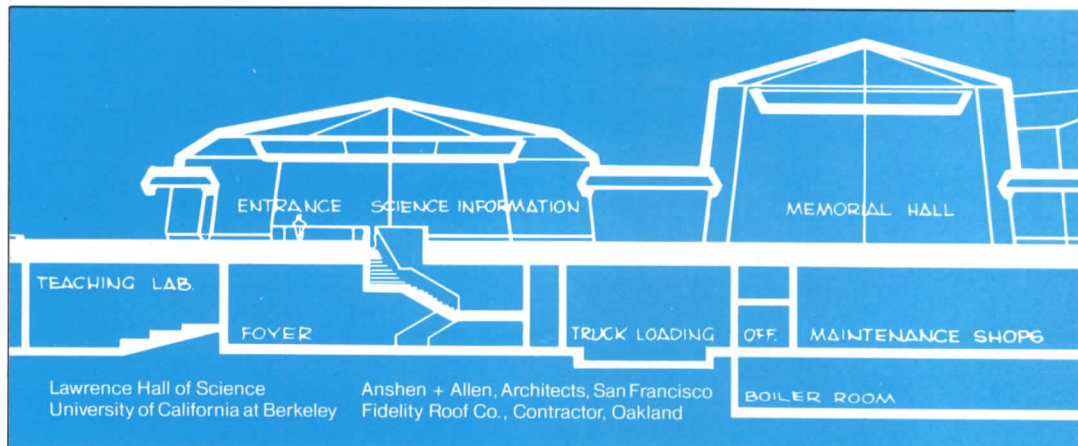 ENTRANCE SCIENCE INFORMATION
MEMORIAL HALL
TEACHING LAB.
FOYER
TRUCK LOADING
OFF.
MAINTENANCE SHOPS
BOILER ROOM
Lawrence Hall of Science
University of California at Berkeley
Anshen + Allen, Architects, San Francisco
Fidelity Roof Co., Contractor, Oakland